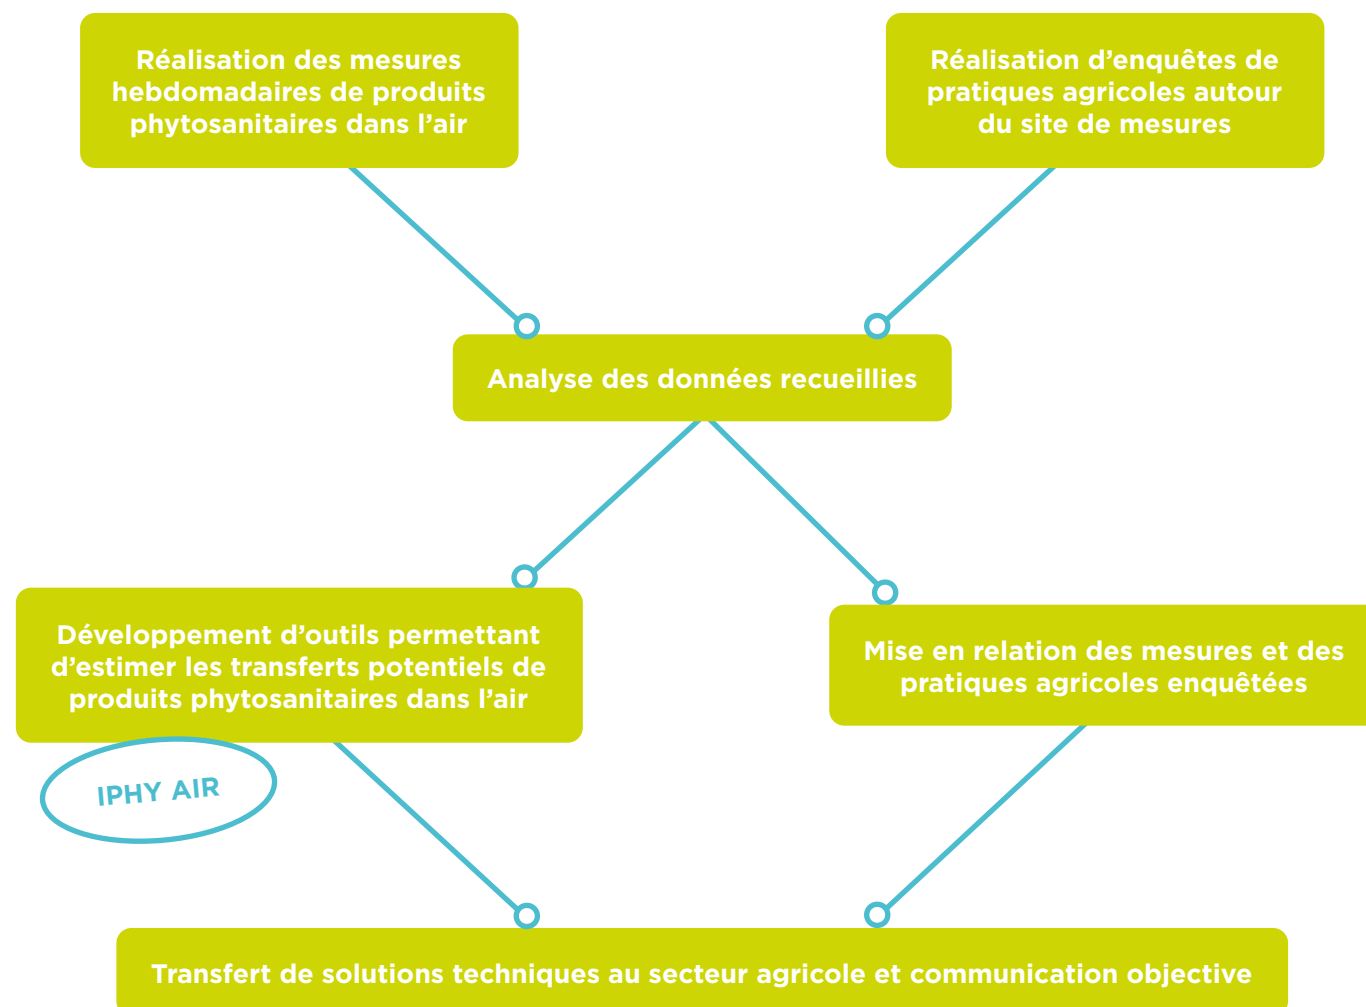 Réalisation des mesures
hebdomadaires de produits
phytosanitaires dans l’air
Réalisation d’enquêtes de
pratiques agricoles autour
du site de mesures
Analyse des données recueillies
Développement d’outils permettant
d’estimer les transferts potentiels de
produits phytosanitaires dans l’air
IPHY AIR
Mise en relation des mesures et des
pratiques agricoles enquêtées
Transfert de solutions techniques au secteur agricole et communication objective